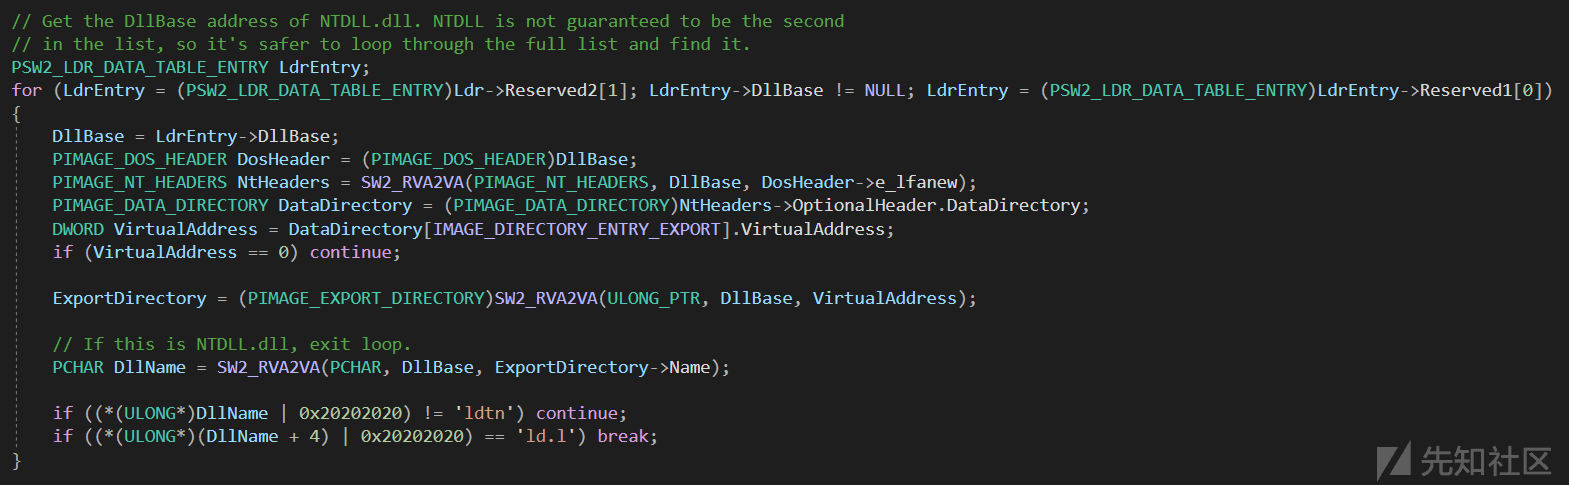 // Get the DllBase address of NTDLL.dll. NTDLL is not guaranteed to be the second
// in the list, so it's safer to loop through the full list and find it.
PSW2_LDR_DATA_TABLE_ENTRY LdrEntry;
for (LdrEntry = (PSW2_LDR_DATA_TABLE_ENTRY)Ldr->Reserved2[1]; LdrEntry->DllBase != NULL; LdrEntry = (PSW2_LDR_DATA_TABLE_ENTRY)LdrEntry->Reserved1[0])
{
    DllBase = LdrEntry->DllBase;
    PIMAGE_DOS_HEADER DosHeader = (PIMAGE_DOS_HEADER)DllBase;
    PIMAGE_NT_HEADERS NtHeaders = SW2_RVA2VA(PIMAGE_NT_HEADERS, DllBase, DosHeader->e_lfanew);
    PIMAGE_DATA_DIRECTORY DataDirectory = (PIMAGE_DATA_DIRECTORY)NtHeaders->OptionalHeader.DataDirectory;
    DWORD VirtualAddress = DataDirectory[IMAGE_DIRECTORY_ENTRY_EXPORT].VirtualAddress;
    if (VirtualAddress == 0) continue;
    ExportDirectory = (PIMAGE_EXPORT_DIRECTORY)SW2_RVA2VA(ULONG_PTR, DllBase, VirtualAddress);
    // If this is NTDLL.dll, exit loop.
    PCHAR DllName = SW2_RVA2VA(PCHAR, DllBase, ExportDirectory->Name);
    if ((*(ULONG*)DllName | 0x20202020) != 'ldtn') continue;
    if ((*(ULONG*)(DllName + 4) | 0x20202020) == 'ld.l') break;
}
先知社区